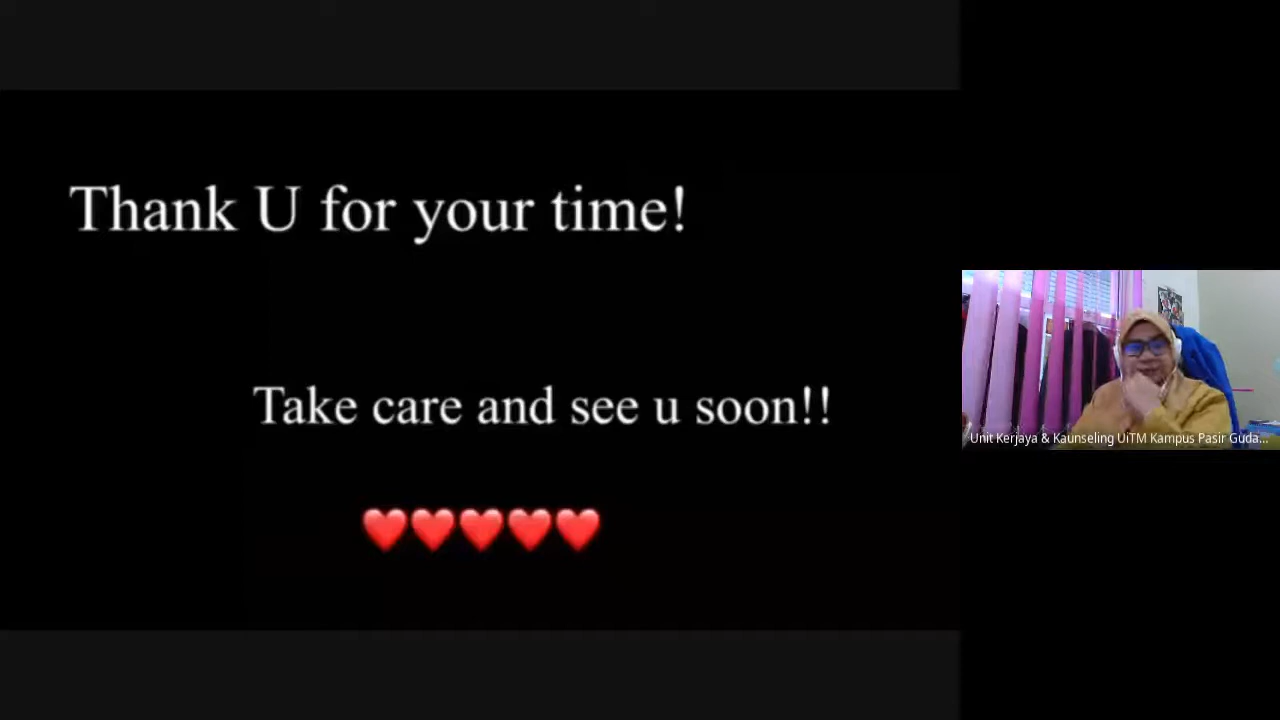 Thank U for your time!
Take care and see u soon!!
❤️❤️❤️❤️❤️
Unit Kerjaya & Kaunseling UiTM Kampus Pasir Guda...